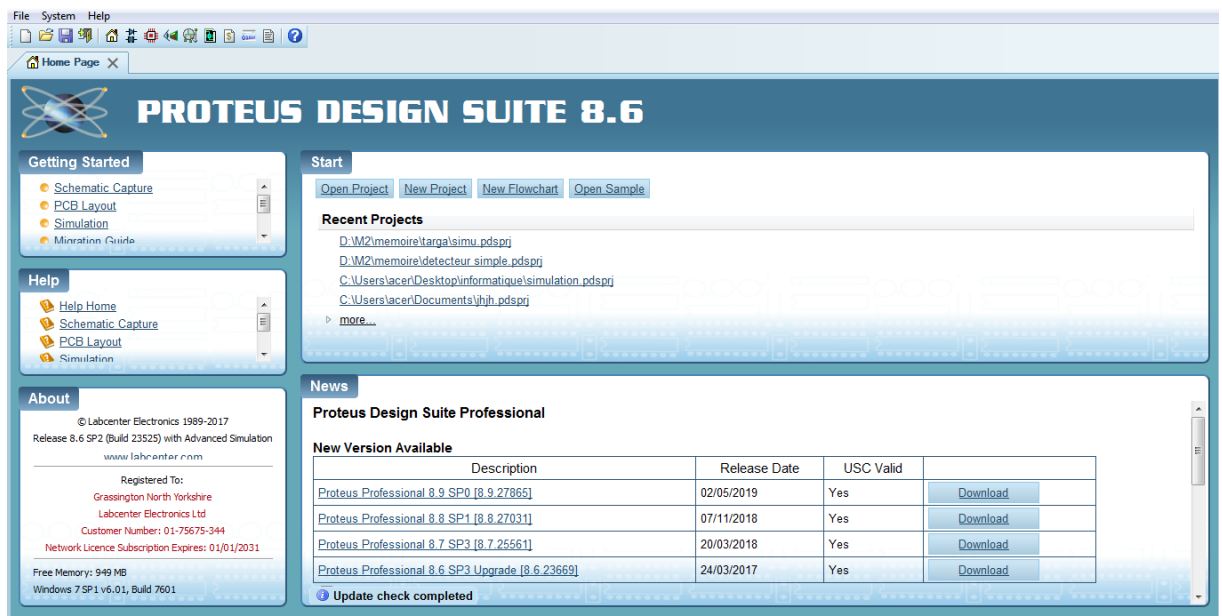 File System Help
Home Page
PROTEUS DESIGN SUITE 8.6
Getting Started
Schematic Capture
PCB Layout
Simulation
Migration Guide
Help
Help Home
Schematic Capture
PCB Layout
Simulation
About
© Labcenter Electronics 1989-2017
Release 8.6 SP2 (Build 23525) with Advanced Simulation
www.labcenter.com
Registered To:
Grassington North Yorkshire
Labcenter Electronics Ltd
Customer Number: 01-75675-344
Network Licence Subscription Expires: 01/01/2031
Free Memory: 949 MB
Windows 7 SP1 v6.01, Build 7601
Start
Open Project New Project New Flowchart Open Sample
Recent Projects
D:\M2\memoire\targa\simu.pdsprj
D:\M2\memoire\detecteur simple.pdsprj
C:\Users\acer\Desktop\informatique\simulation.pdsprj
C:\Users\acer\Documents\jhjh.pdsprj
more...
News
Proteus Design Suite Professional
New Version Available
Description Release Date USC Valid
Proteus Professional 8.9 SP0 [8.9.27865] 02/05/2019 Yes Download
Proteus Professional 8.8 SP1 [8.8.27031] 07/11/2018 Yes Download
Proteus Professional 8.7 SP3 [8.7.25561] 20/03/2018 Yes Download
Proteus Professional 8.6 SP3 Upgrade [8.6.23669] 24/03/2017 Yes Download
Update check completed